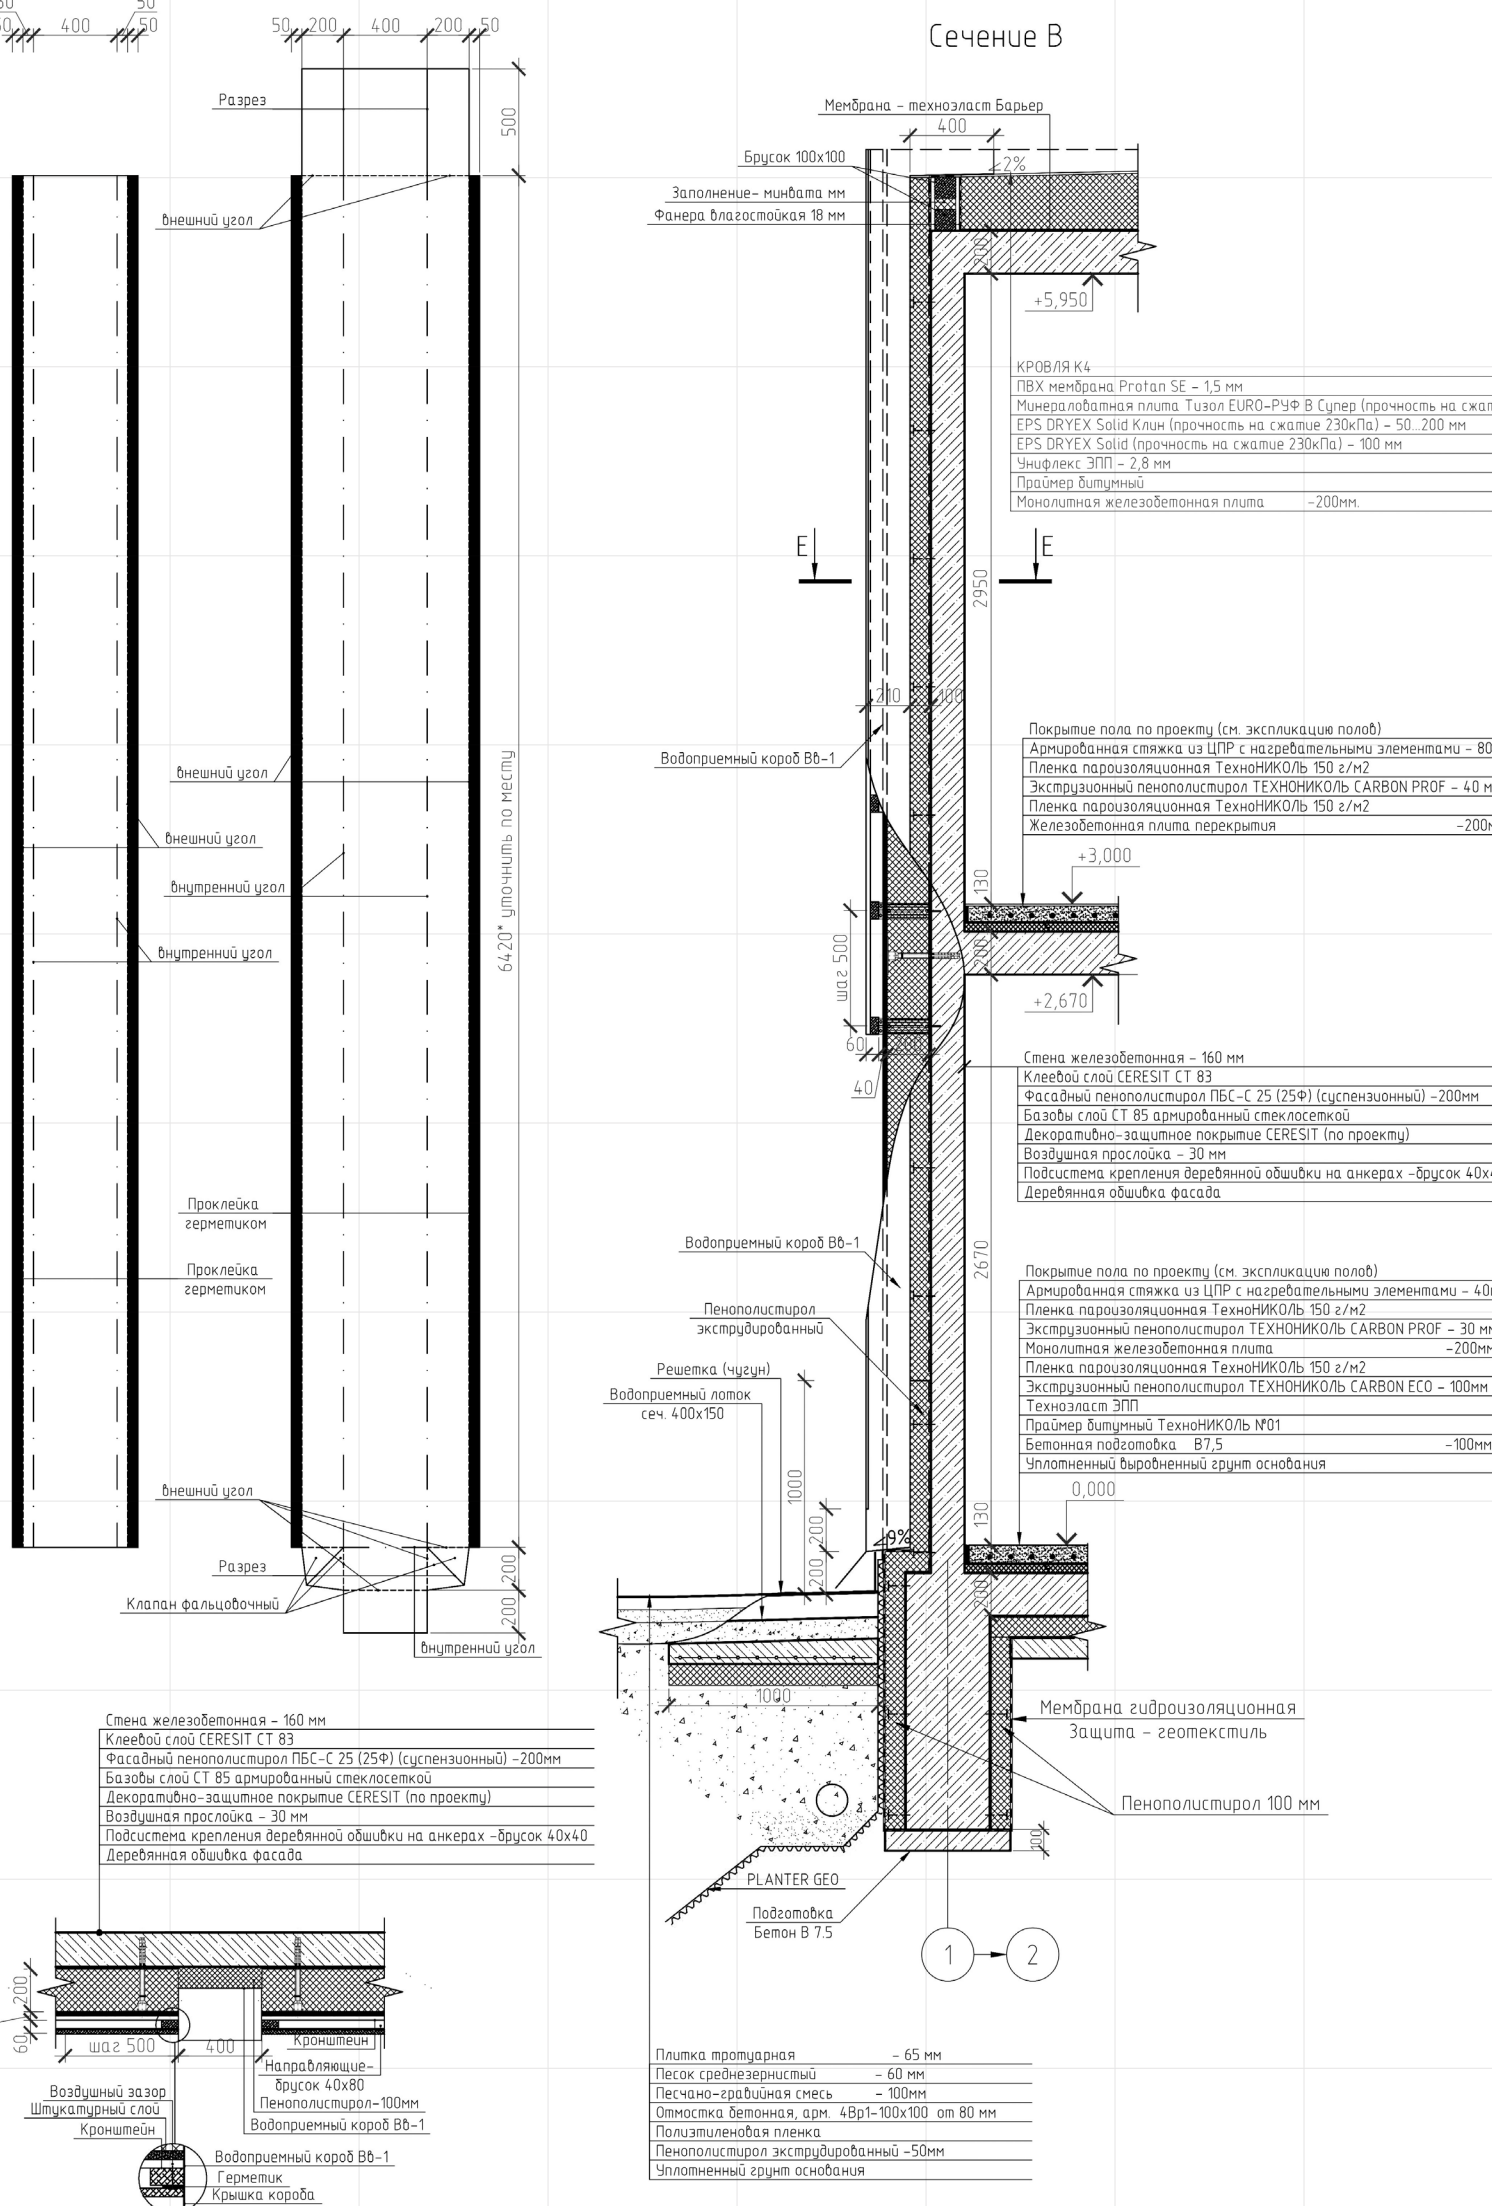 50
400
50
50
50
200
400
200
50
Разрез
500
внешний угол
внешний угол
внешний угол
внутренний угол
внутренний угол
6420* уточнить по месту
Проклейка
герметиком
Проклейка
герметиком
внешний угол
Разрез
200
Клапан фальцовочный
200
внутренний угол
Сечение В
Мембрана - техноэласт Барьер
400
Брусок 100х100
2%
Заполнение- минвата мм
Фанера влагостойкая 18 мм
200
+5,950
КРОВЛЯ К4
ПВХ мембрана Protan SE - 1,5 мм
Минераловатная плита Тизол EURO-РУФ В Супер (прочность на
EPS DRYEX Solid Клин (прочность на сжатие 230кПа) - 50...200 мм
EPS DRYEX Solid (прочность на сжатие 230кПа) - 100 мм
Унифлекс ЭПП - 2,8 мм
Праймер битумный
Монолитная железобетонная плита -200мм.
Е
Е
2950
210
100
Водоприемный короб Вв-1
Покрытие пола по проекту (см. экспликацию полов)
Армированная стяжка из ЦПР с нагревательными элементами - 80
Пленка пароизоляционная ТехноНИКОЛЬ 150 г/м2
Экструзионный пенополистирол ТЕХНОНИКОЛЬ CARBON PROF - 40 м
Пленка пароизоляционная ТехноНИКОЛЬ 150 г/м2
Железобетонная плита перекрытия -200м
+3,000
130
200
шаг 500
+2,670
60
40
Стена железобетонная - 160 мм
Клеевой слой CERESIT CT 83
Фасадный пенополистирол ПБС-С 25 (25Ф) (суспензионный) -200мм
Базовы слой СТ 85 армированный стеклосеткой
Декоративно-защитное покрытие CERESIT (по проекту)
Воздушная прослойка - 30 мм
Подсистема крепления деревянной обшивки на анкерах -брусок 40х4
Деревянная обшивка фасада
Водоприемный короб Вв-1
2670
Покрытие пола по проекту (см. экспликацию полов)
Армированная стяжка из ЦПР с нагревательными элементами - 40
Пленка пароизоляционная ТехноНИКОЛЬ 150 г/м2
Экструзионный пенополистирол ТЕХНОНИКОЛЬ CARBON PROF - 30 мм
Монолитная железобетонная плита -200мм
Пленка пароизоляционная ТехноНИКОЛЬ 150 г/м2
Экструзионный пенополистирол ТЕХНОНИКОЛЬ CARBON ECO - 100мм
Техноэласт ЭПП
Праймер битумный ТехноНИКОЛЬ №01
Бетонная подготовка В7,5 -100мм
Уплотненный выровненный грунт основания
Пенополистирол
экструдированный
Решетка (чугун)
Водоприемный лоток
сеч. 400х150
1000
200
200
9%
0,000
130
1000
Мембрана гидроизоляционная
Защита - геотекстиль
Пенополистирол 100 мм
100
PLANTER GEO
Подготовка
Бетон В 7.5
1
2
Стена железобетонная - 160 мм
Клеевой слой CERESIT CT 83
Фасадный пенополистирол ПБС-С 25 (25Ф) (суспензионный) -200мм
Базовы слой СТ 85 армированный стеклосеткой
Декоративно-защитное покрытие CERESIT (по проекту)
Воздушная прослойка - 30 мм
Подсистема крепления деревянной обшивки на анкерах -брусок 40х40
Деревянная обшивка фасада
200
60
шаг 500
400
Кронштейн
Направляющие-
брусок 40х80
Пенополистирол-100мм
Водоприемный короб Вв-1
Воздушный зазор
Штукатурный слой
Кронштейн
Водоприемный короб Вв-1
Герметик
Крышка короба
Плитка тротуарная - 65 мм
Песок среднезернистый - 60 мм
Песчано-гравийная смесь - 100мм
Отмостка бетонная, арм. 4Вр1-100х100 от 80 мм
Полиэтиленовая пленка
Пенополистирол экструдированный -50мм
Уплотненный грунт основания